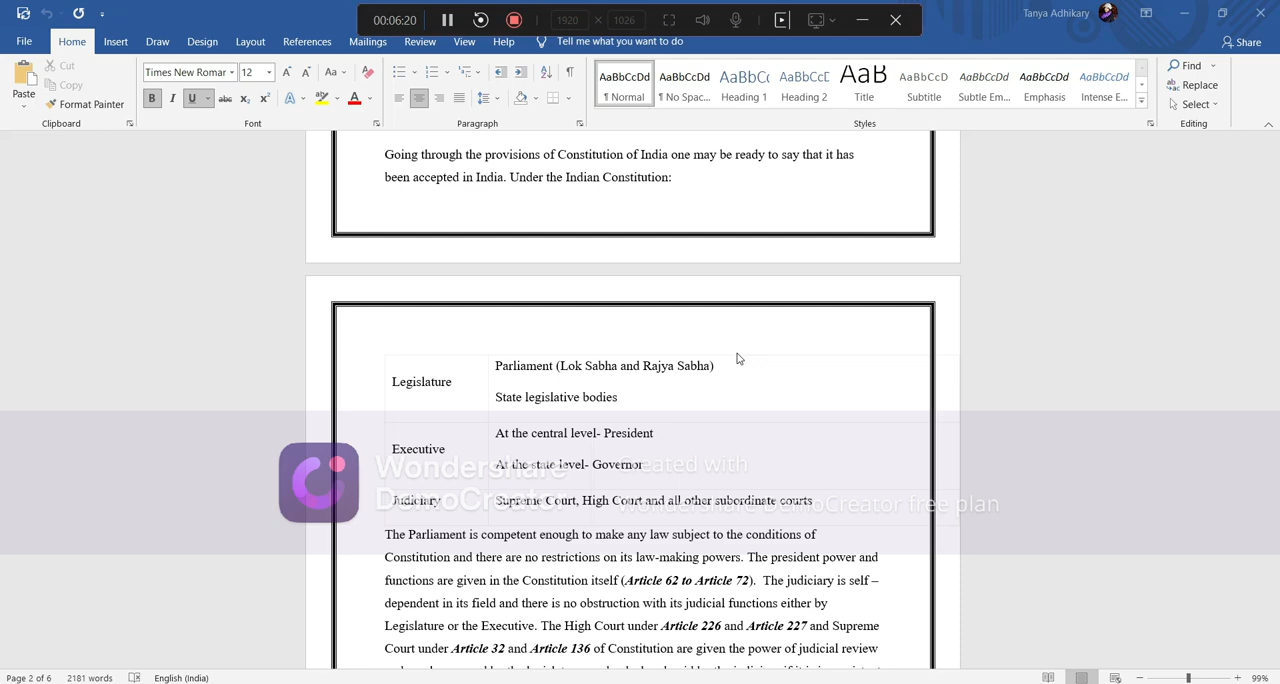 00:06:20
1920 × 1026
Tanya Adhikary
File Home Insert Draw Design Layout References Mailings Review View Help Tell me what you want to do Share
Paste
Cut
Copy
Format Painter
Clipboard
Times New Roman 12
Font
Paragraph
AaBbCcDd AaBbCcDd AaBbCc AaBbCcD AaB AaBbCcD AaBbCcDd AaBbCcDd AaBbCcDd
¶ Normal ¶ No Spac... Heading 1 Heading 2 Title Subtitle Subtle Em... Emphasis Intense E...
Styles
Find
Replace
Select
Editing
Going through the provisions of Constitution of India one may be ready to say that it has
been accepted in India. Under the Indian Constitution:
Legislature
Parliament (Lok Sabha and Rajya Sabha)
State legislative bodies
Executive
At the central level- President
At the state level- Governor
Judiciary
Supreme Court, High Court and all other subordinate courts
Wondershare
DemoCreator
Created with
Wondershare DemoCreator free plan
The Parliament is competent enough to make any law subject to the conditions of
Constitution and there are no restrictions on its law-making powers. The president power and
functions are given in the Constitution itself (Article 62 to Article 72). The judiciary is self –
dependent in its field and there is no obstruction with its judicial functions either by
Legislature or the Executive. The High Court under Article 226 and Article 227 and Supreme
Court under Article 32 and Article 136 of Constitution are given the power of judicial review
Page 2 of 6 2181 words English (India) 99%